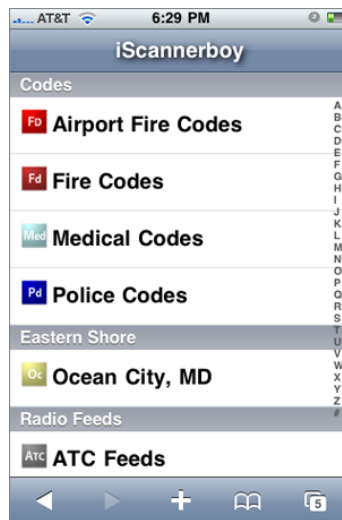 AT&T 6:29 PM
iScannerboy
Codes
FD Airport Fire Codes
Fd Fire Codes
Med Medical Codes
Pd Police Codes
Eastern Shore
Oc Ocean City, MD
Radio Feeds
ATC ATC Feeds
A
B
C
D
E
F
G
H
I
J
K
L
M
N
O
P
Q
R
S
T
U
V
W
X
Y
Z
#
5